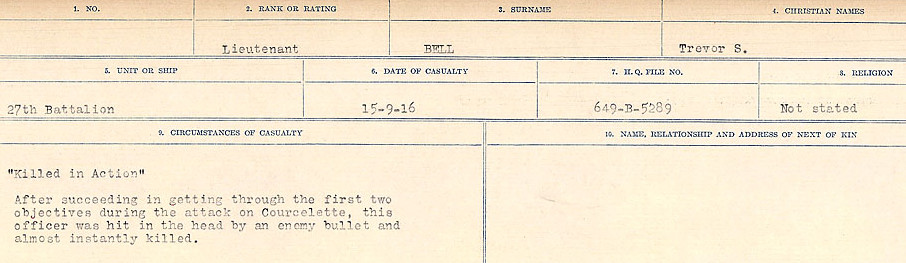 1. NO. 2. RANK OR RATING 3. SURNAME 4. CHRISTIAN NAMES
Lieutenant BELL Trevor S.
5. UNIT OR SHIP 6. DATE OF CASUALTY 7. H.Q. FILE NO. 8. RELIGION
27th Battalion 15-9-16 649-B-5289 Not stated
9. CIRCUMSTANCES OF CASUALTY 10. NAME, RELATIONSHIP AND ADDRESS OF NEXT OF KIN
"Killed in Action"
After succeeding in getting through the first two
objectives during the attack on Courcelette, this
officer was hit in the head by an enemy bullet and
almost instantly killed.